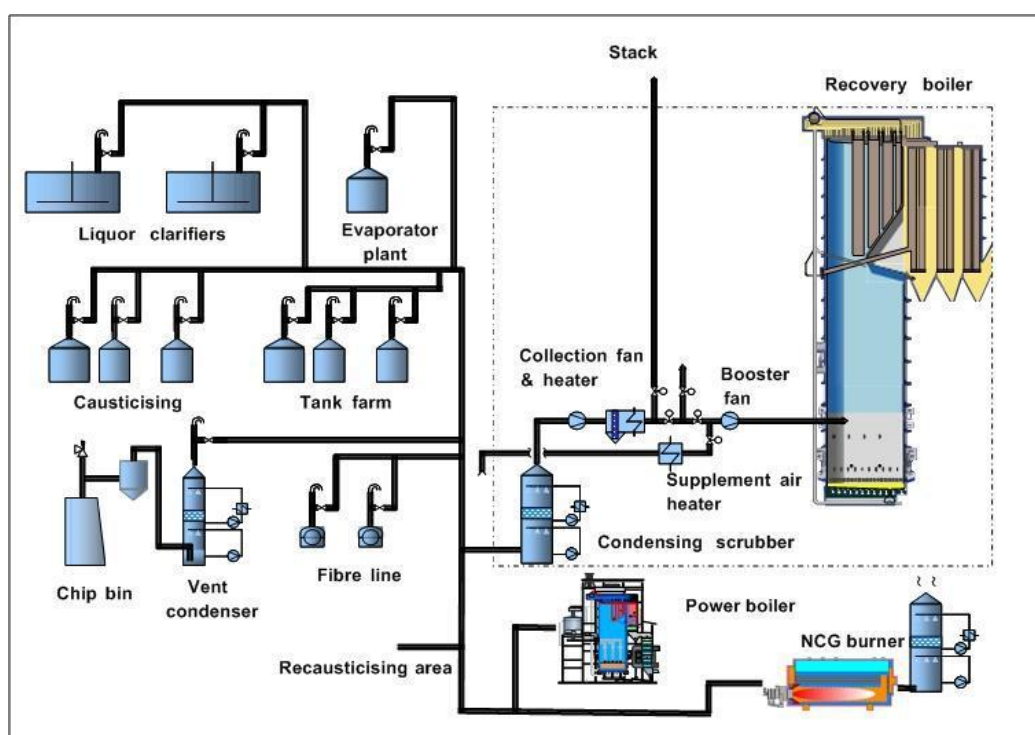 Stack
Recovery boiler
Liquor clarifiers
Evaporator
plant
Collection fan
& heater
Booster
fan
Causticising
Tank farm
Supplement air
heater
Condensing scrubber
Chip bin
Vent
condenser
Fibre line
Power boiler
NCG burner
Recausticising area